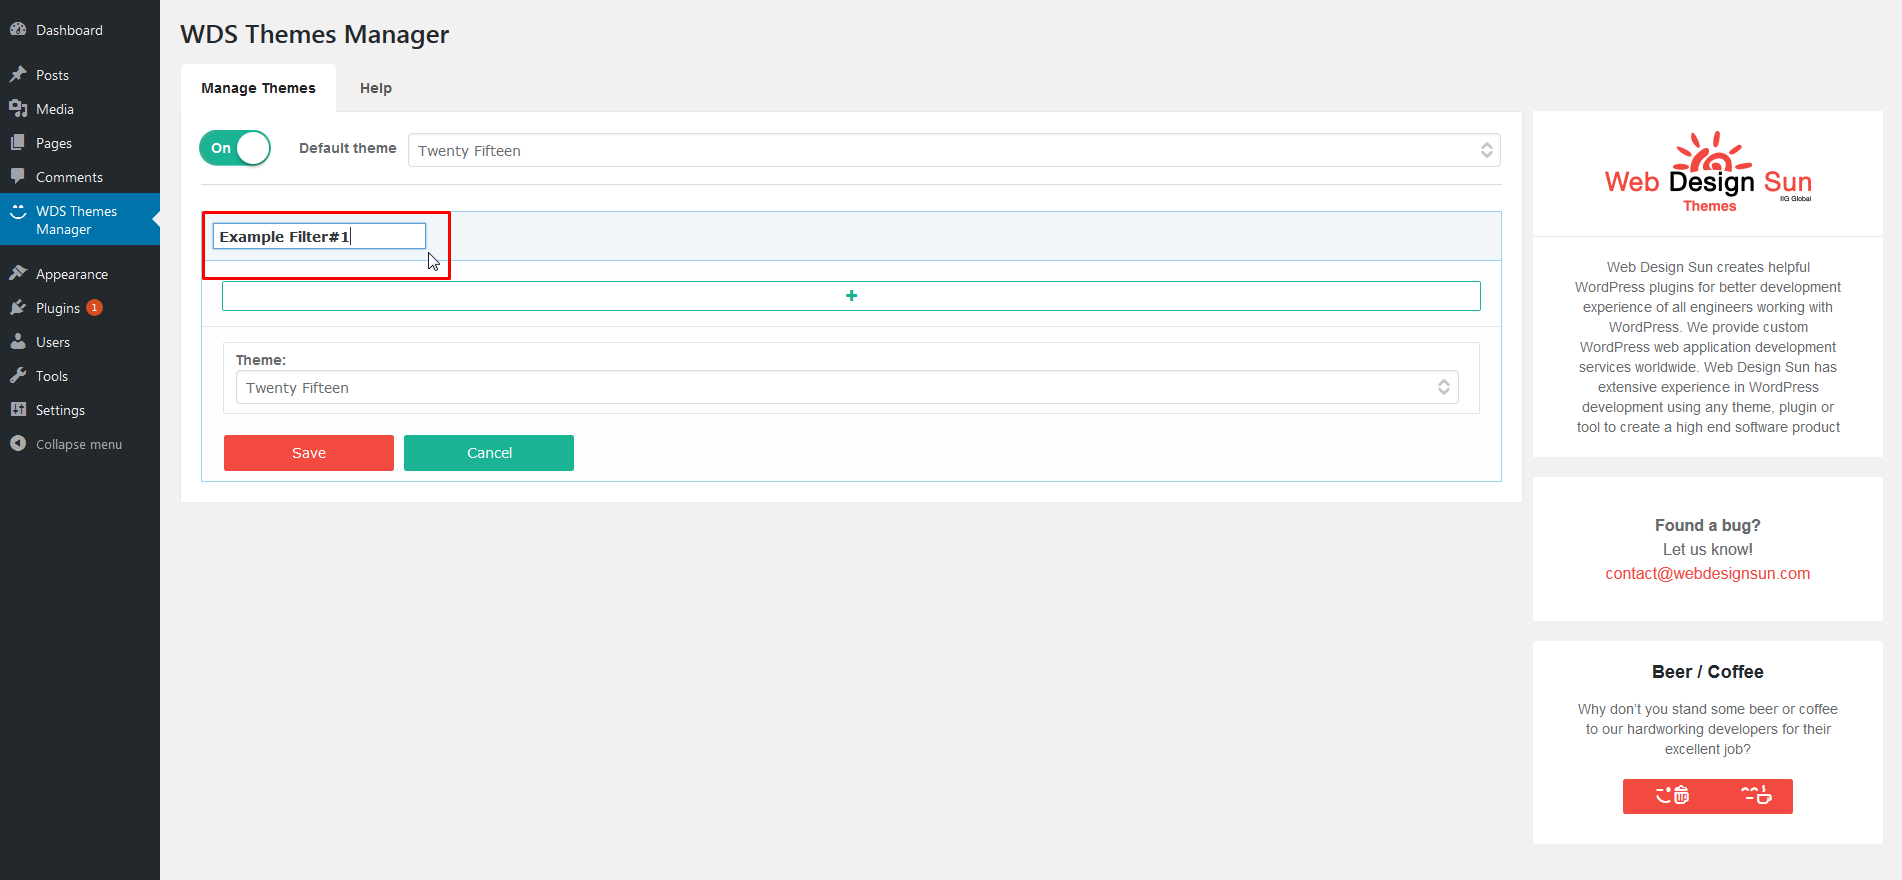 Dashboard
Posts
Media
Pages
Comments
WDS Themes
Manager
Appearance
Plugins 1
Users
Tools
Settings
Collapse menu
WDS Themes Manager
Manage Themes Help
On Default theme Twenty Fifteen
Example Filter#1
+
Theme:
Twenty Fifteen
Save Cancel
Web Design Sun
IIG Global
Themes
Web Design Sun creates helpful
WordPress plugins for better development
experience of all engineers working with
WordPress. We provide custom
WordPress web application development
services worldwide. Web Design Sun has
extensive experience in WordPress
development using any theme, plugin or
tool to create a high end software product
Found a bug?
Let us know!
contact@webdesignsun.com
Beer / Coffee
Why don't you stand some beer or coffee
to our hardworking developers for their
excellent job?